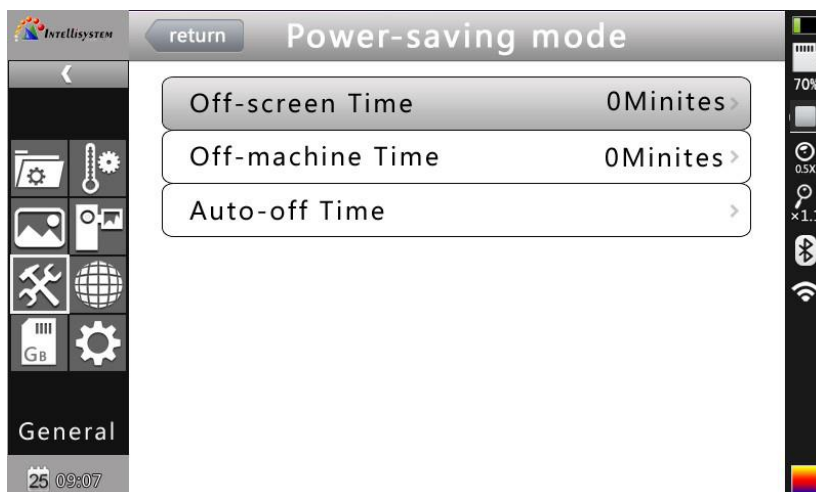 Intellisystem
return
Power-saving mode
Off-screen Time 0Minites
Off-machine Time 0Minites
Auto-off Time
70%
0.5X
×1.1
GB
General
25 09:07